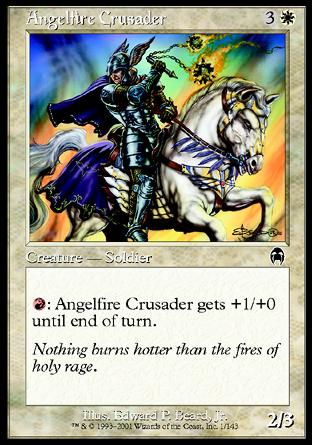 Angelfire Crusader 3
Creature — Soldier
: Angelfire Crusader gets +1/+0
until end of turn.
Nothing burns hotter than the fires of
holy rage.
Illus. Edward P. Beard, Jr.
™ & © 1993–2001 Wizards of the Coast, Inc. 1/143
2/3